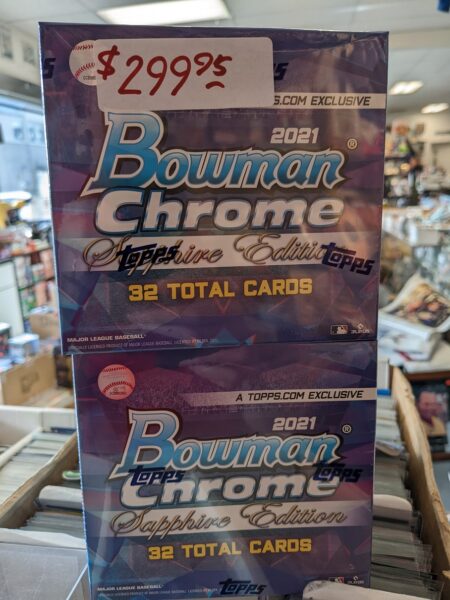 $299.95
S.COM EXCLUSIVE
2021
Bowman®
Chrome
Sapphire Edition
Topps Topps
32 TOTAL CARDS
MAJOR LEAGUE BASEBALL
A TOPPS.COM EXCLUSIVE
2021
Bowman®
Topps Topps
Chrome
Sapphire Edition
32 TOTAL CARDS
MAJOR LEAGUE BASEBALL
Topps